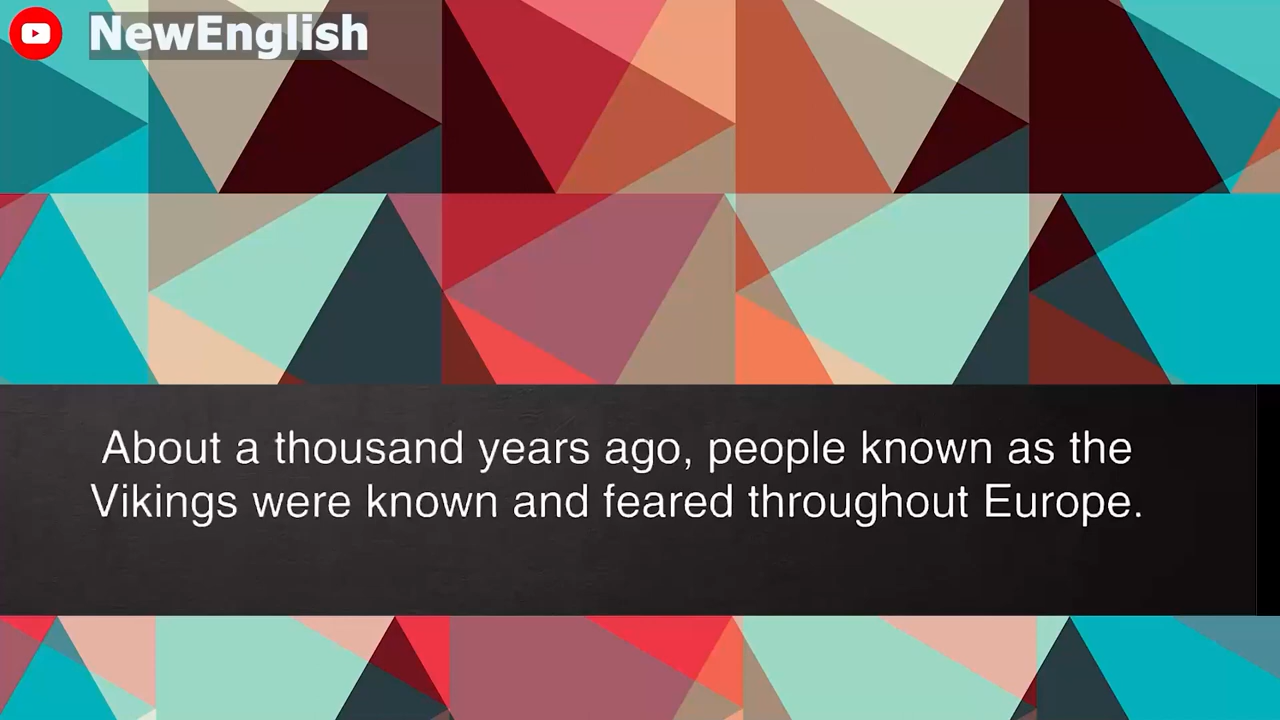 NewEnglish
About a thousand years ago, people known as the
Vikings were known and feared throughout Europe.